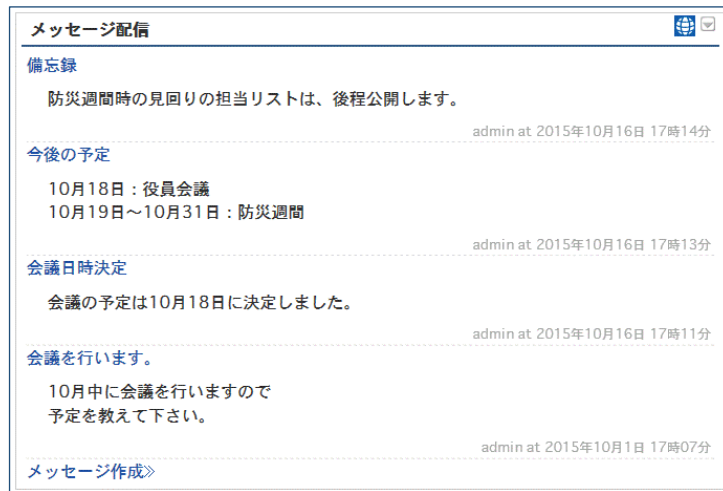 メッセージ配信
備忘録
防災週間時の見回りの担当リストは、後程公開します。
admin at 2015年10月16日 17時14分
今後の予定
10月18日：役員会議
10月19日～10月31日：防災週間
admin at 2015年10月16日 17時13分
会議日時決定
会議の予定は10月18日に決定しました。
admin at 2015年10月16日 17時11分
会議を行います。
10月中に会議を行いますので
予定を教えて下さい。
admin at 2015年10月1日 17時07分
メッセージ作成≫